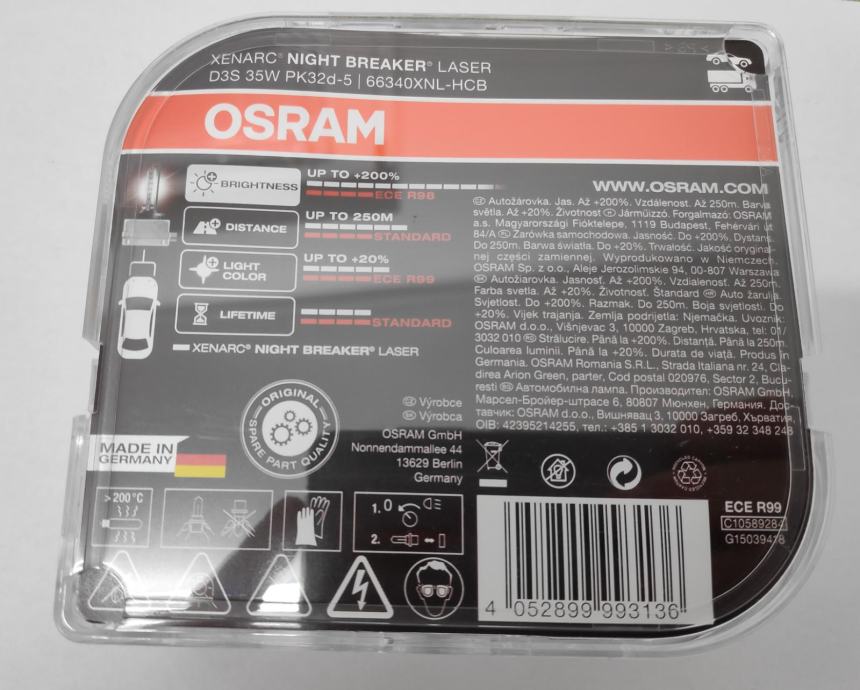 XENARC® NIGHT BREAKER® LASER
D3S 35W PK32d-5 | 66340XNL-HCB
OSRAM
BRIGHTNESS
UP TO +200%
ECE R98
DISTANCE
UP TO 250M
STANDARD
LIGHT
COLOR
UP TO +20%
ECE R99
LIFETIME
STANDARD
XENARC® NIGHT BREAKER® LASER
WWW.OSRAM.COM
CZ Autožárovka. Jas. Až +200%. Vzdálenost. Až 250m. Barva
světla. Až +20%. Životnost Járműizzó. Forgalmazó: OSRAM
a.s. Magyarországi Fióktelepe, 1119 Budapest, Fehérvári út
84/A Żarówka samochodowa. Jasność. Do +200%. Dystans.
Do 250m. Barwa światła. Do +20%. Trwałość. Jakość oryginal-
nej części zamiennej. Wyprodukowano w Niemczech.
OSRAM Sp. z o.o., Aleje Jerozolimskie 94, 00-807 Warszawa
Autožiarovka. Jasnosť. Až +200%. Vzdialenosť. Až 250m.
Farba svetla. Až +20%. Životnosť. Štandard Auto žarulja.
Svjetlost. Do +200%. Razmak. Do 250m. Boja svjetlosti. Do
+20%. Vijek trajanja. Zemlja podrijetla: Njemačka. Uvoznik:
OSRAM d.o.o., Višnjevac 3, 10000 Zagreb, Hrvatska, tel: 01/
3032 010 Strălucire. Până la +200%. Distanță. Până la 250m.
Culoarea luminii. Până la +20%. Durata de viață. Produs in
Germania. OSRAM Romania S.R.L., Strada Italiana nr. 24, Cla-
direa Arion Green, parter, Cod postal 020976, Sector 2, Bucu-
resti Автомобилна лампа. Производител: OSRAM GmbH,
Марсел-Бройер-штрасе 6, 80807 Мюнхен, Германия. Дос-
тавчик: OSRAM d.o.o., Вишнявац 3, 10000 Загреб, Хърватска,
OIB: 42395214255, тел.: +385 1 3032 010, +359 32 348 248
ORIGINAL
SPARE PART QUALITY
CZ Výrobce
SK Výrobca
OSRAM GmbH
Nonnendammallee 44
13629 Berlin
Germany
MADE IN
GERMANY
> 200 °C
1. 0
2.
ECE R99
C10589284
G15039418
4 052899 993136